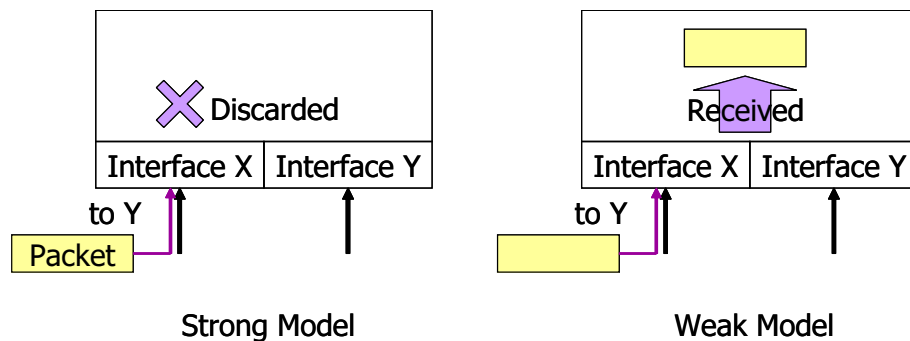 Discarded
Interface X
Interface Y
to Y
Packet
Strong Model
Received
Interface X
Interface Y
to Y
Weak Model